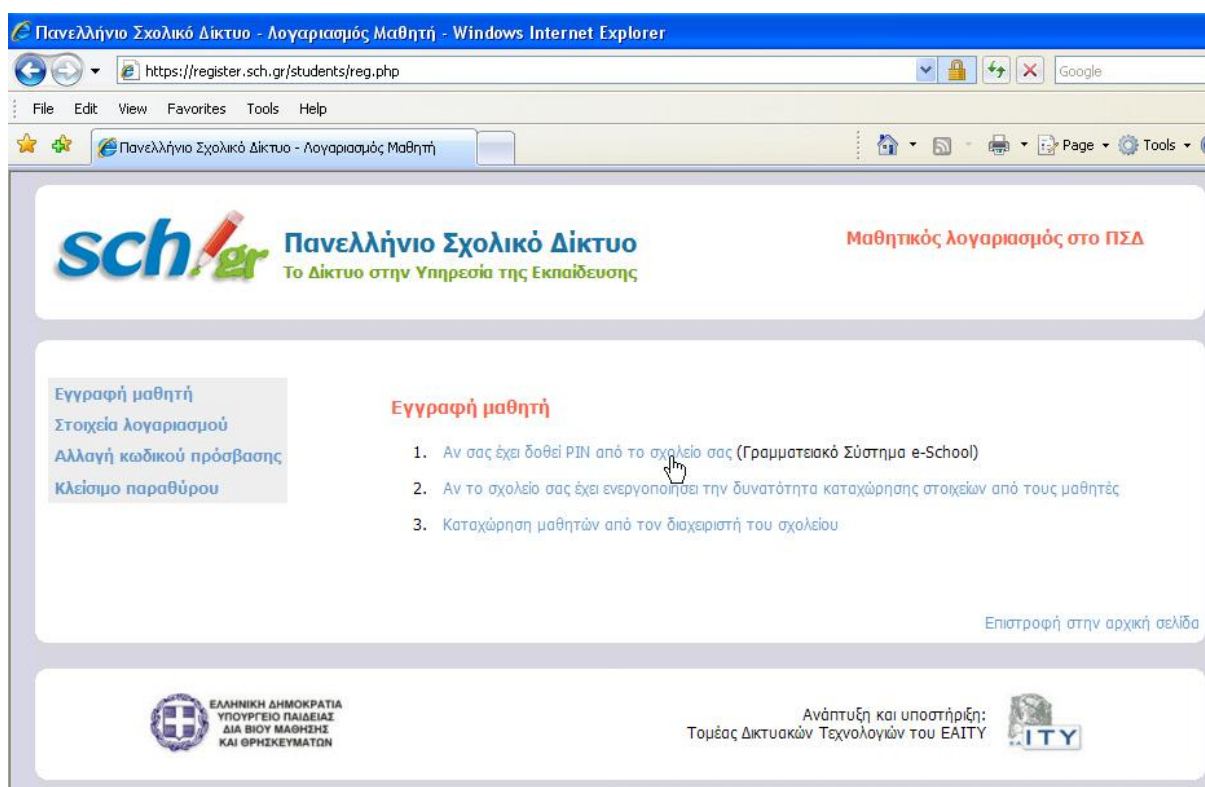 Πανελλήνιο Σχολικό Δίκτυο - Λογαριασμός Μαθητή - Windows Internet Explorer
https://register.sch.gr/students/reg.php
Google
File Edit View Favorites Tools Help
Πανελλήνιο Σχολικό Δίκτυο - Λογαριασμός Μαθητή
Page Tools
sch.gr
Πανελλήνιο Σχολικό Δίκτυο
Το Δίκτυο στην Υπηρεσία της Εκπαίδευσης
Μαθητικός λογαριασμός στο ΠΣΔ
Εγγραφή μαθητή
Στοιχεία λογαριασμού
Αλλαγή κωδικού πρόσβασης
Κλείσιμο παραθύρου
Εγγραφή μαθητή
1. Αν σας έχει δοθεί PIN από το σχολείο σας (Γραμματειακό Σύστημα e-School)
2. Αν το σχολείο σας έχει ενεργοποιήσει την δυνατότητα καταχώρησης στοιχείων από τους μαθητές
3. Καταχώρηση μαθητών από τον διαχειριστή του σχολείου
Επιστροφή στην αρχική σελίδα
ΕΛΛΗΝΙΚΗ ΔΗΜΟΚΡΑΤΙΑ
ΥΠΟΥΡΓΕΙΟ ΠΑΙΔΕΙΑΣ
ΔΙΑ ΒΙΟΥ ΜΑΘΗΣΗΣ
ΚΑΙ ΘΡΗΣΚΕΥΜΑΤΩΝ
Ανάπτυξη και υποστήριξη:
Τομέας Δικτυακών Τεχνολογιών του ΕΑΙΤΥ
ITY